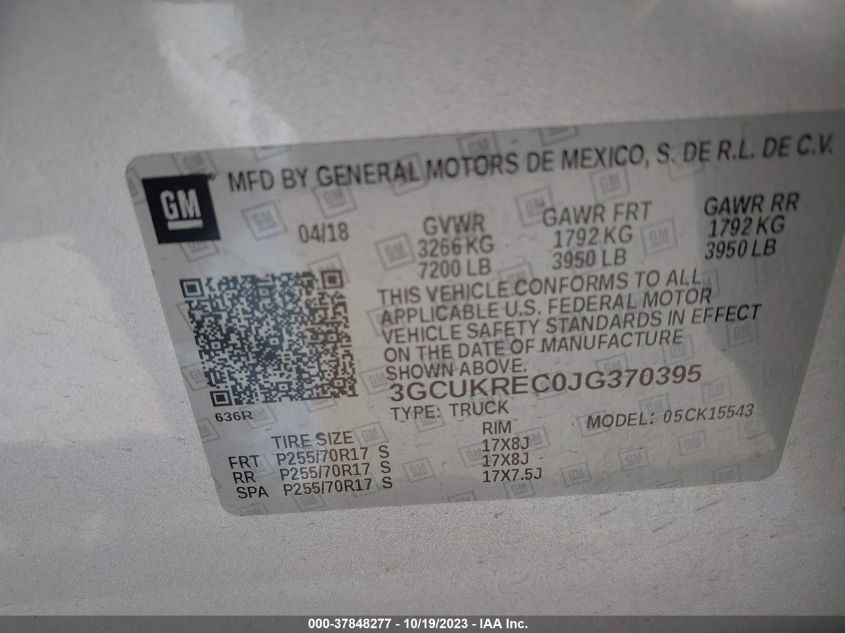 GM
MFD BY GENERAL MOTORS DE MEXICO, S. DE R.L. DE C.V.
04/18 GVWR GAWR FRT GAWR RR
3266 KG 1792 KG 1792 KG
7200 LB 3950 LB 3950 LB
THIS VEHICLE CONFORMS TO ALL
APPLICABLE U.S. FEDERAL MOTOR
VEHICLE SAFETY STANDARDS IN EFFECT
ON THE DATE OF MANUFACTURE
SHOWN ABOVE.
3GCUKREC0JG370395
636R TYPE: TRUCK MODEL: 05CK15543
TIRE SIZE RIM
FRT P255/70R17 S 17X8J
RR P255/70R17 S 17X8J
SPA P255/70R17 S 17X7.5J
000-37848277 - 10/19/2023 - IAA Inc.